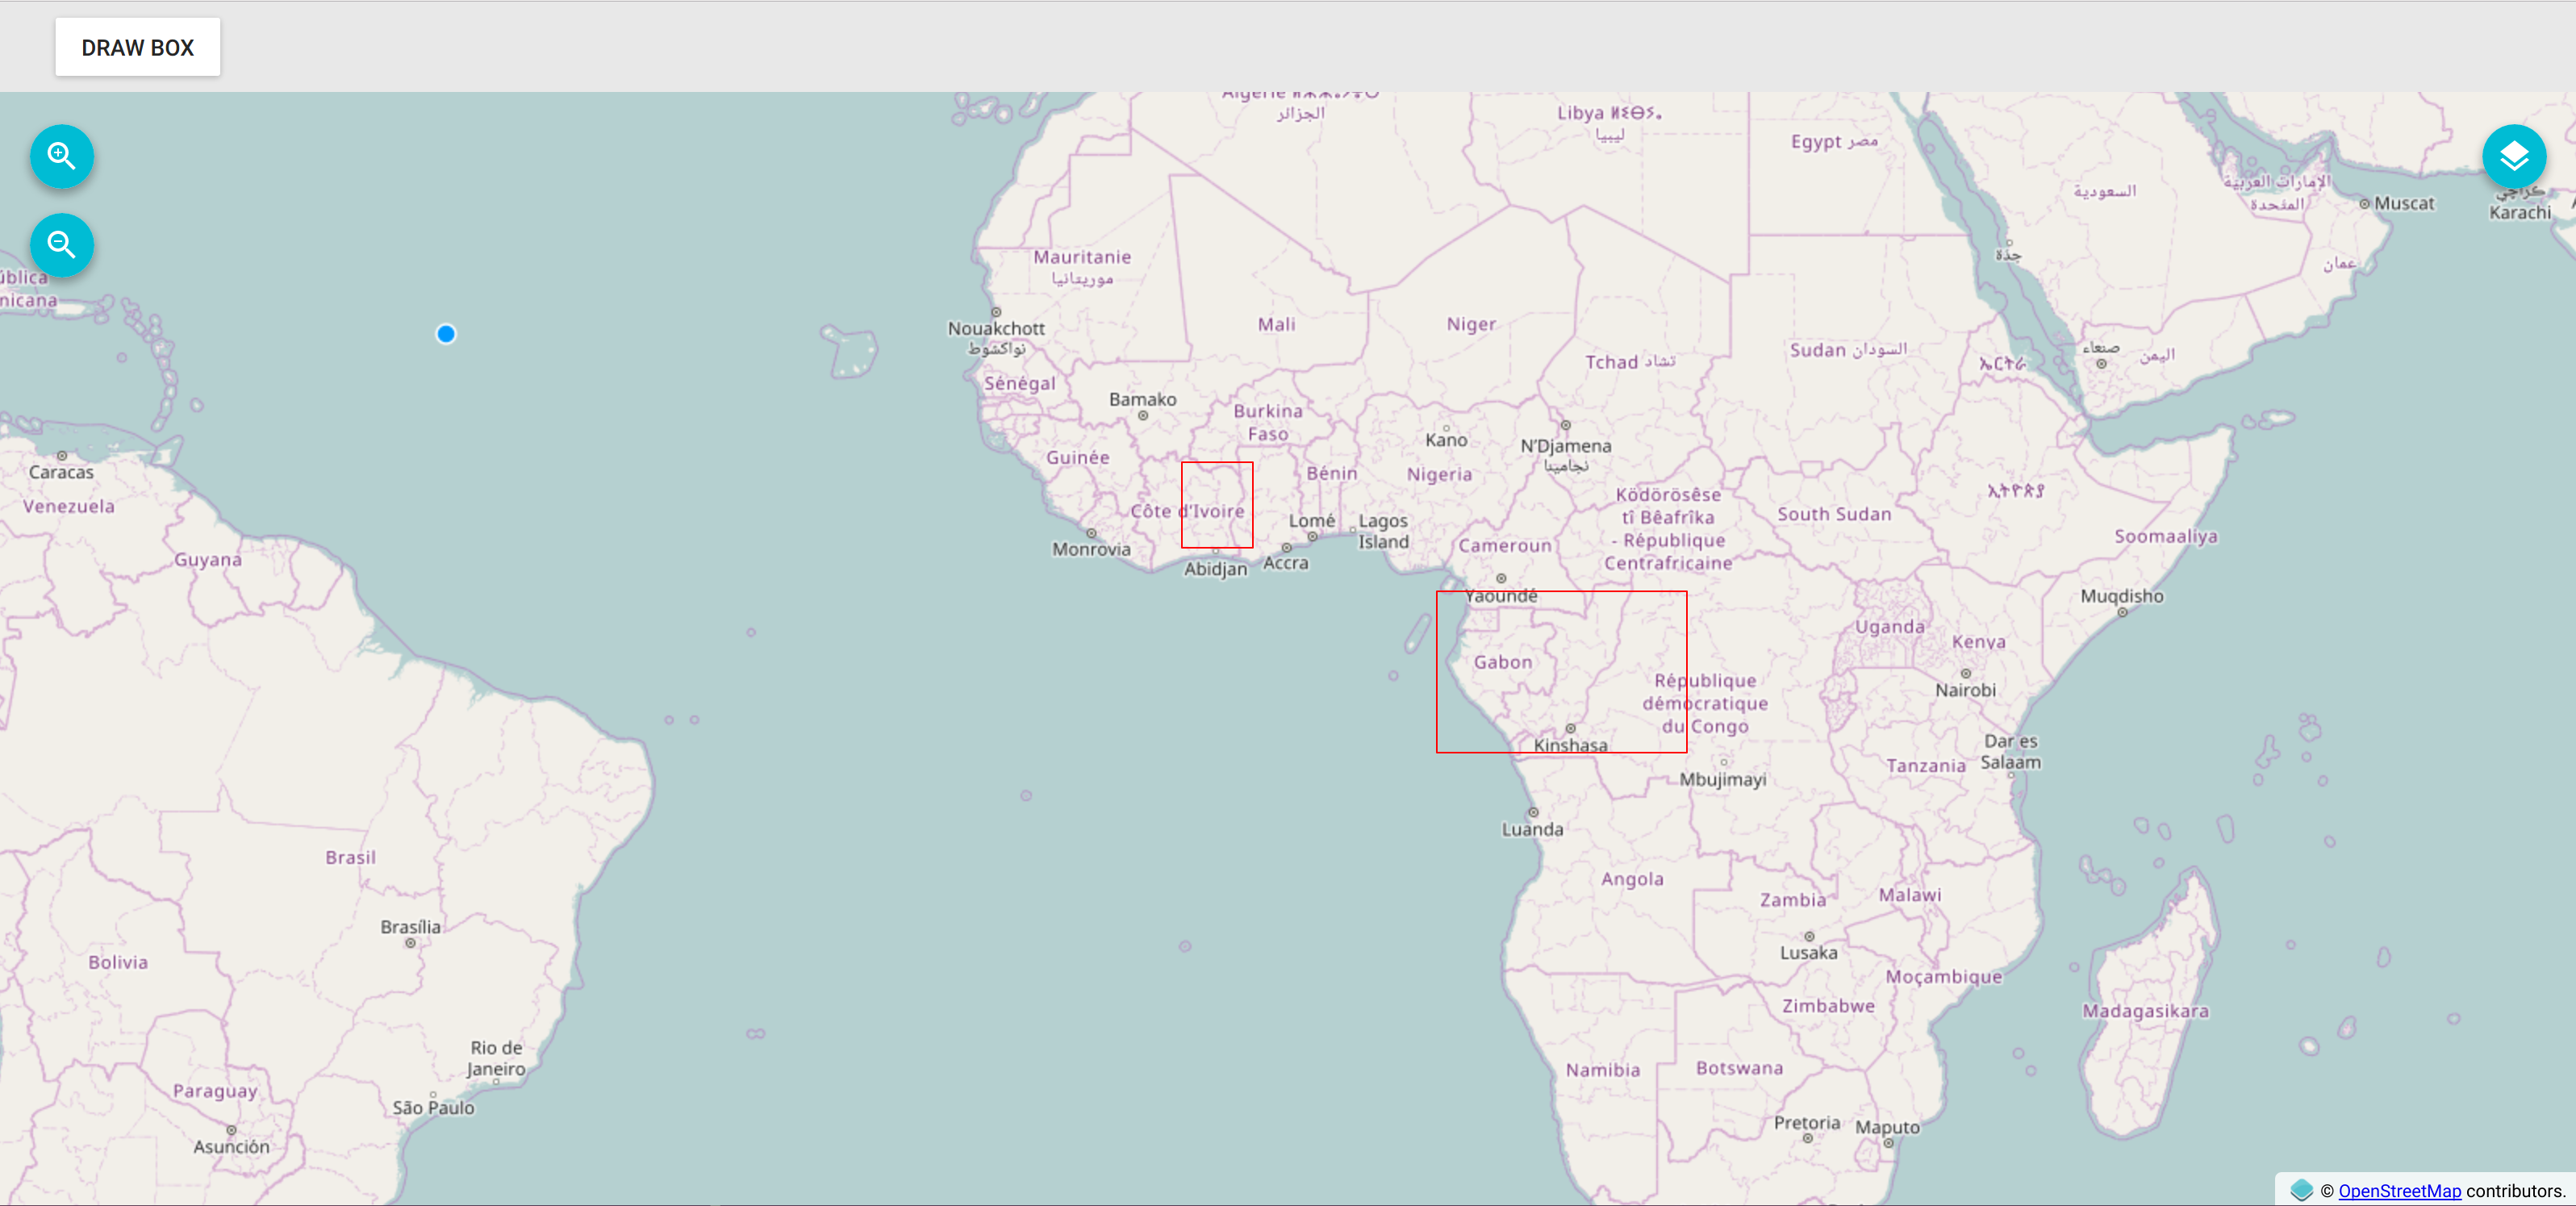 DRAW BOX
الجزائر
Libya ⵍⵉⴱⵢⴰ
ليبيا
Egypt مصر
السعودية
الإمارات العربية
المتحدة
Muscat
كراچی
Karachi
عمان
جدة
Mauritanie
موريتانيا
Nouakchott
نواكشوط
Mali
Niger
Tchad تشاد
Sudan السودان
ኤርትራ
صنعاء
اليمن
Sénégal
Bamako
Burkina
Faso
Kano
N'Djamena
نجامينا
Guinée
Bénin
Nigeria
Côte d'Ivoire
Lomé
Lagos
Island
Monrovia
Abidjan
Accra
Cameroun
Yaoundé
Ködörösêse
tî Bêafrîka
- République
Centrafricaine
South Sudan
ኢትዮጵያ
Soomaaliya
Muqdisho
Uganda
Kenya
Nairobi
Gabon
République
démocratique
du Congo
Kinshasa
Mbujimayi
Dar es
Salaam
Tanzania
Luanda
Angola
Zambia
Malawi
Lusaka
Moçambique
Zimbabwe
Madagasikara
Namibia
Botswana
Pretoria
Maputo
ública
nicana
Caracas
Venezuela
Guyana
Brasil
Brasília
Bolivia
Rio de
Janeiro
Paraguay
São Paulo
Asunción
© OpenStreetMap contributors.